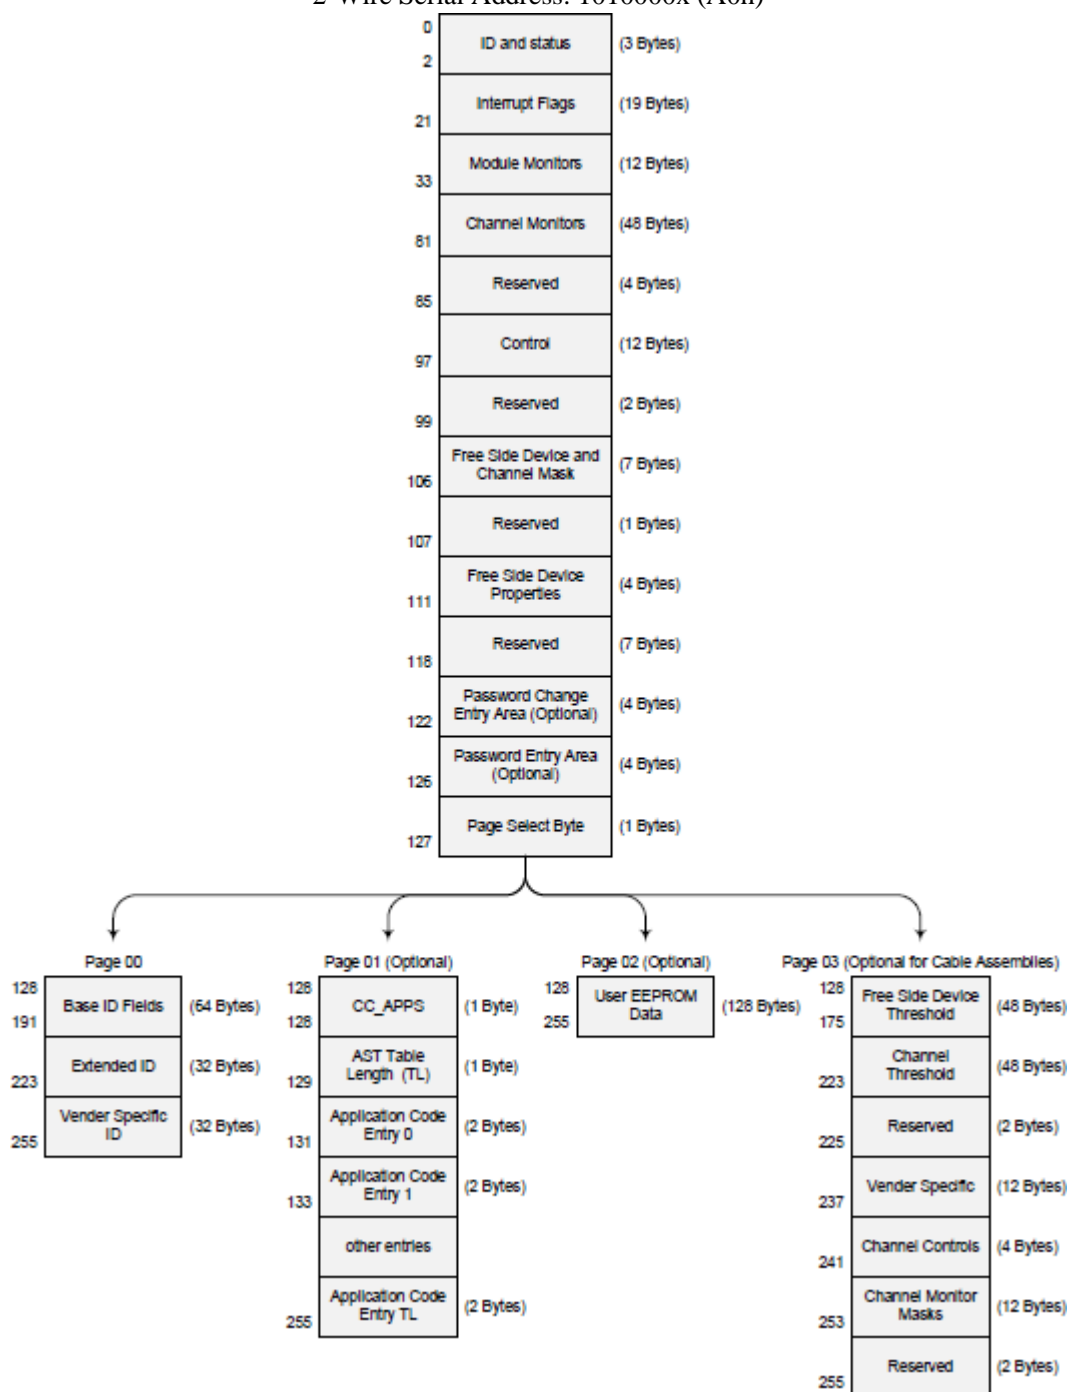 2-Wire Serial Address: 1010000x (A0h)
0
ID and status (3 Bytes)
2
Interrupt Flags (19 Bytes)
21
Module Monitors (12 Bytes)
33
Channel Monitors (48 Bytes)
81
Reserved (4 Bytes)
85
Control (12 Bytes)
97
Reserved (2 Bytes)
99
Free Side Device and
Channel Mask (7 Bytes)
106
Reserved (1 Bytes)
107
Free Side Device
Properties (4 Bytes)
111
Reserved (7 Bytes)
118
Password Change
Entry Area (Optional) (4 Bytes)
122
Password Entry Area
(Optional) (4 Bytes)
126
Page Select Byte (1 Bytes)
127
Page 00
128
Base ID Fields (64 Bytes)
191
Extended ID (32 Bytes)
223
Vender Specific
ID (32 Bytes)
255
Page 01 (Optional)
128
CC_APPS (1 Byte)
128
AST Table
Length (TL) (1 Byte)
129
Application Code
Entry 0 (2 Bytes)
131
Application Code
Entry 1 (2 Bytes)
133
other entries
Application Code
Entry TL (2 Bytes)
255
Page 02 (Optional)
128
User EEPROM
Data (128 Bytes)
255
Page 03 (Optional for Cable Assemblies)
128
Free Side Device
Threshold (48 Bytes)
175
Channel
Threshold (48 Bytes)
223
Reserved (2 Bytes)
225
Vender Specific (12 Bytes)
237
Channel Controls (4 Bytes)
241
Channel Monitor
Masks (12 Bytes)
253
Reserved (2 Bytes)
255